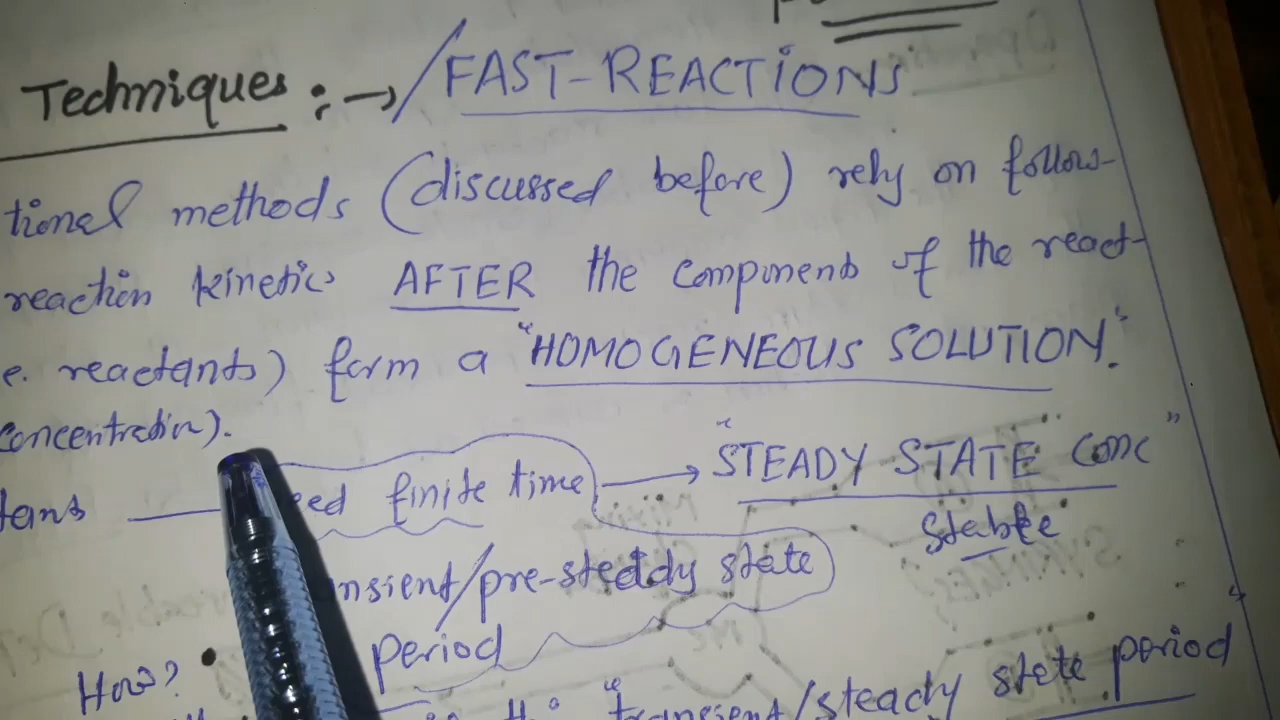 Techniques :→ / FAST-REACTIONS
tional methods (discussed before) rely on follow-
reaction kinetics AFTER the components of the react-
e. reactants) form a "HOMOGENEOUS SOLUTION."
concentration).
tants — eed finite time → "STEADY STATE conc"
stable
nsient/pre-steady state
How? • period
transient/steady state period